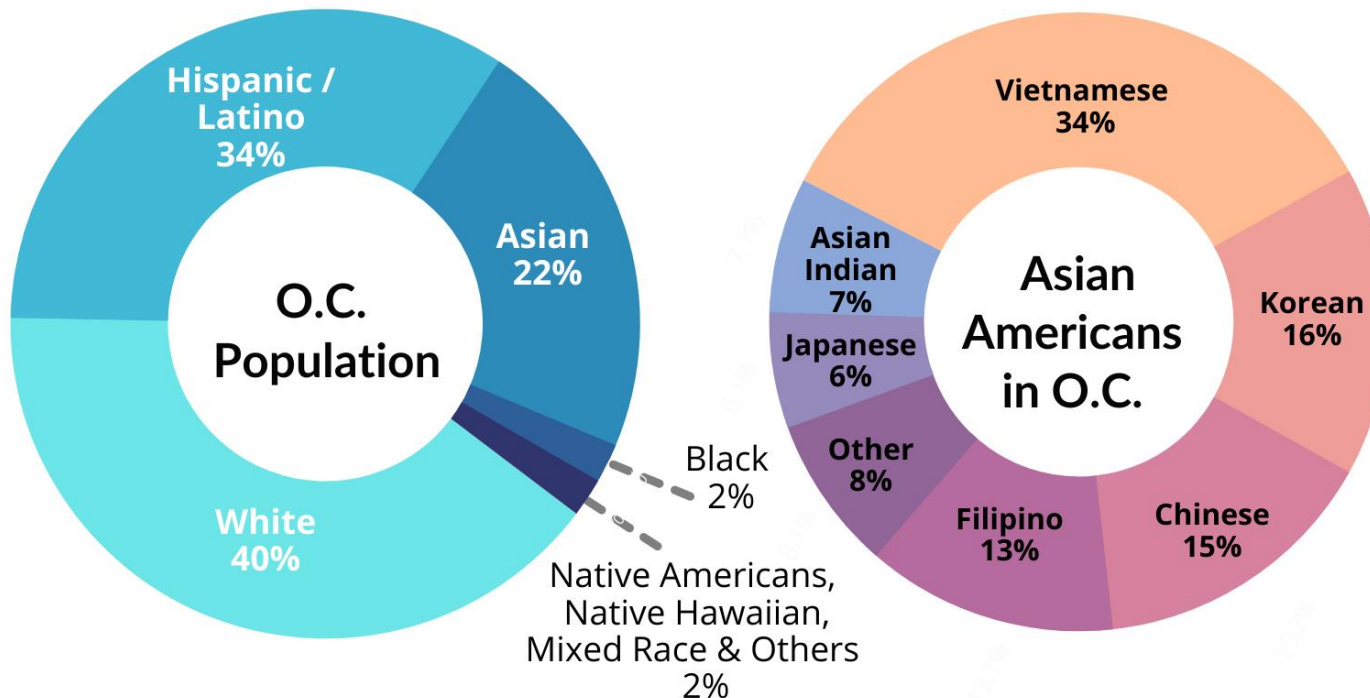 Hispanic /
Latino
34%
Asian
22%
O.C.
Population
White
40%
Black
2%
Native Americans,
Native Hawaiian,
Mixed Race & Others
2%
Vietnamese
34%
Asian
Indian
7%
Japanese
6%
Other
8%
Filipino
13%
Chinese
15%
Korean
16%
Asian
Americans
in O.C.